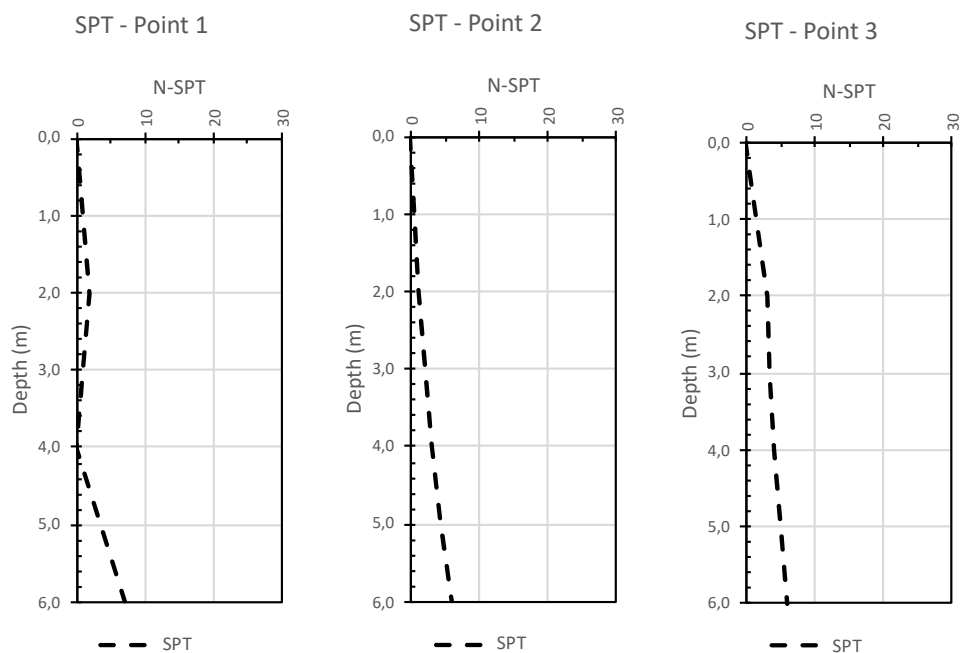 SPT - Point 1
N-SPT
0 10 20 30
0,0
1,0
2,0
3,0
4,0
5,0
6,0
Depth (m)
SPT
SPT - Point 2
N-SPT
0 10 20 30
0,0
1,0
2,0
3,0
4,0
5,0
6,0
Depth (m)
SPT
SPT - Point 3
N-SPT
0 10 20 30
0,0
1,0
2,0
3,0
4,0
5,0
6,0
Depth (m)
SPT